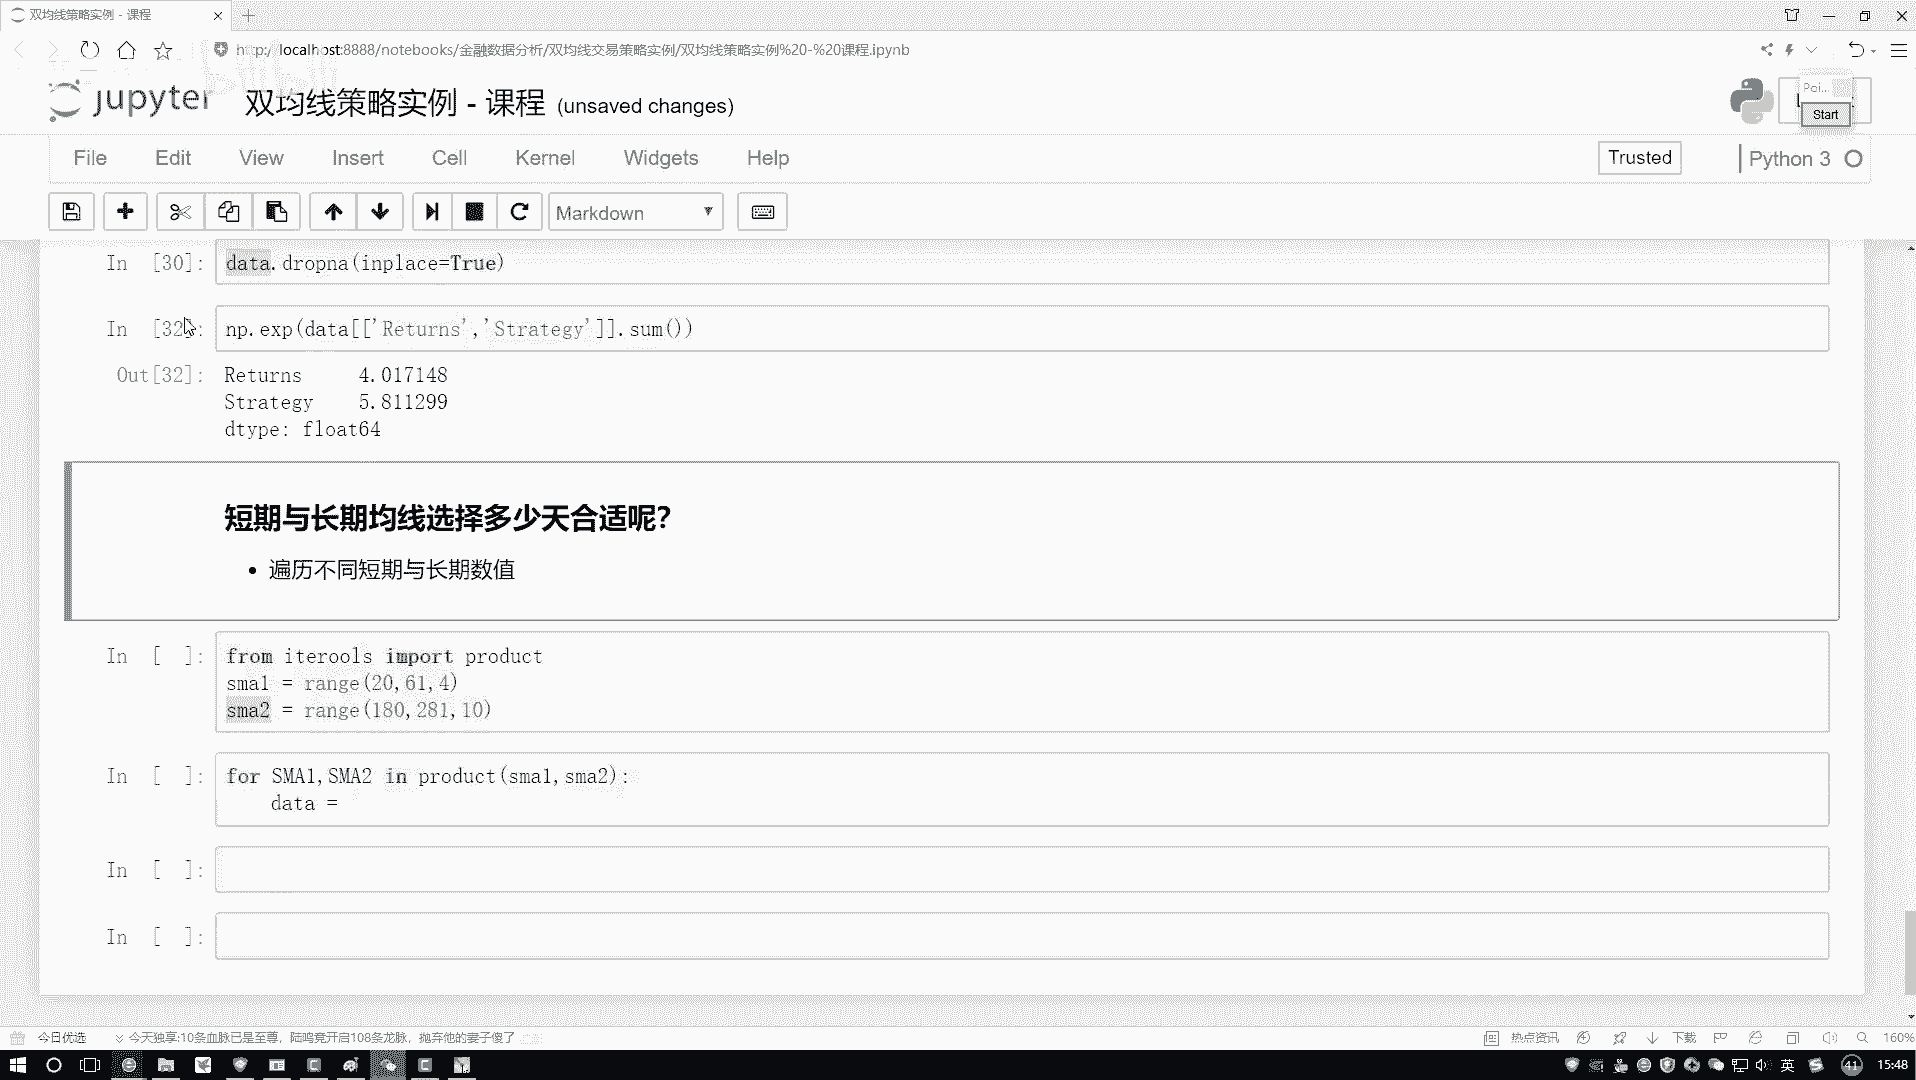 双均线策略实例 - 课程
http://localhost:8888/notebooks/金融数据分析/双均线交易策略实例/双均线策略实例%20-%20课程.ipynb
jupyter 双均线策略实例 - 课程 (unsaved changes)
Poi...
Start
File Edit View Insert Cell Kernel Widgets Help
Trusted
Python 3
Markdown
In [30]: data.dropna(inplace=True)
In [32]: np.exp(data[['Returns','Strategy']].sum())
Out[32]: Returns 4.017148
Strategy 5.811299
dtype: float64
短期与长期均线选择多少天合适呢?
• 遍历不同短期与长期数值
In [ ]: from iterools import product
sma1 = range(20,61,4)
sma2 = range(180,281,10)
In [ ]: for SMA1,SMA2 in product(sma1,sma2):
data =
In [ ]:
In [ ]:
今日优选
今天独享:10条血脉已是至尊，陆鸣竟开启108条龙脉，抛弃他的妻子傻了
热点资讯
下载
160%
英
41
15:48